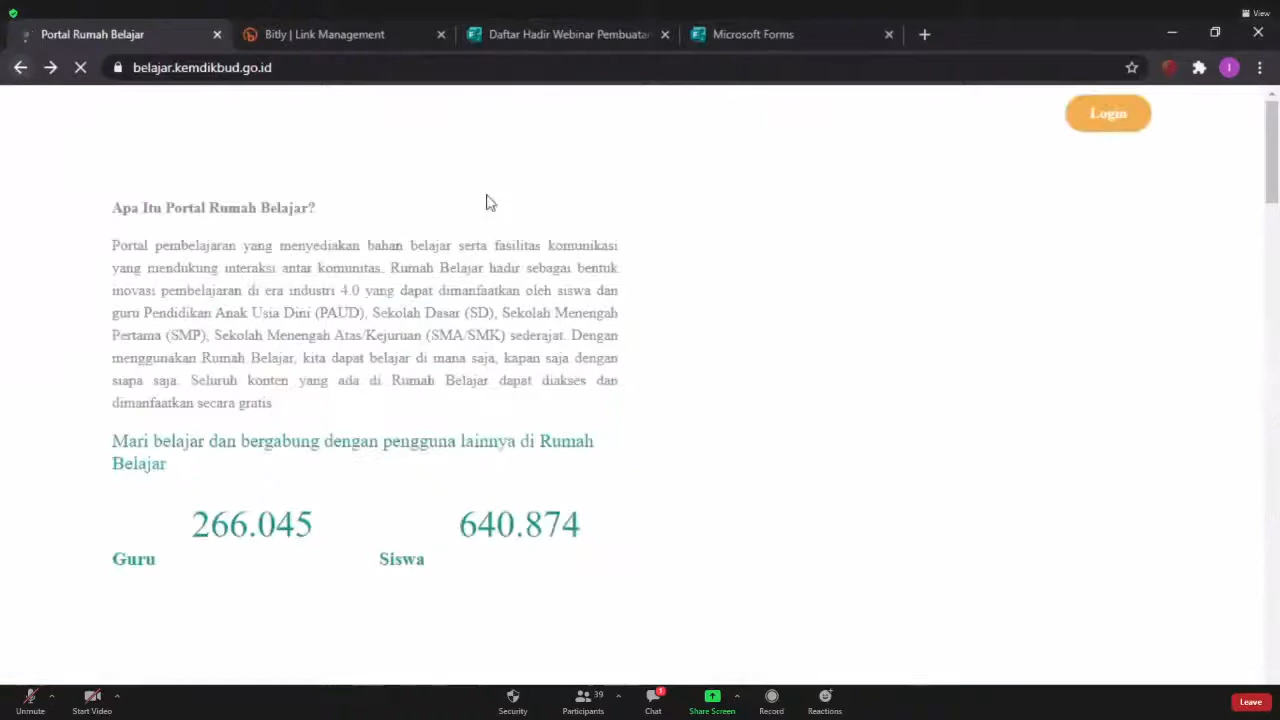 View
Portal Rumah Belajar
Bitly | Link Management
Daftar Hadir Webinar Pembuata
Microsoft Forms
belajar.kemdikbud.go.id
I
Login
Apa Itu Portal Rumah Belajar?
Portal pembelajaran yang menyediakan bahan belajar serta fasilitas komunikasi
yang mendukung interaksi antar komunitas. Rumah Belajar hadir sebagai bentuk
inovasi pembelajaran di era industri 4.0 yang dapat dimanfaatkan oleh siswa dan
guru Pendidikan Anak Usia Dini (PAUD), Sekolah Dasar (SD), Sekolah Menengah
Pertama (SMP), Sekolah Menengah Atas/Kejuruan (SMA/SMK) sederajat. Dengan
menggunakan Rumah Belajar, kita dapat belajar di mana saja, kapan saja dengan
siapa saja. Seluruh konten yang ada di Rumah Belajar dapat diakses dan
dimanfaatkan secara gratis
Mari belajar dan bergabung dengan pengguna lainnya di Rumah
Belajar
266.045 640.874
Guru Siswa
39 1
Unmute Start Video Security Participants Chat Share Screen Record Reactions Leave